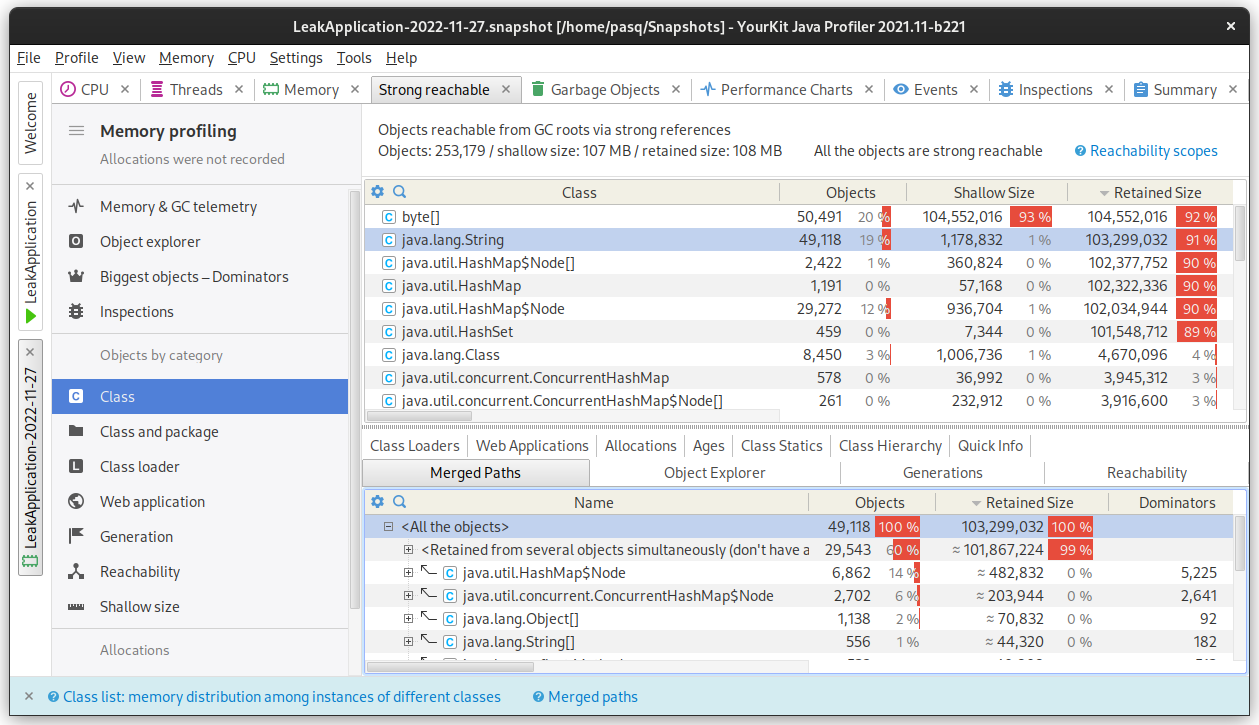 LeakApplication-2022-11-27.snapshot [/home/pasq/Snapshots] - YourKit Java Profiler 2021.11-b221
File Profile View Memory CPU Settings Tools Help
Welcome
LeakApplication
LeakApplication-2022-11-27
CPU Threads Memory Strong reachable Garbage Objects Performance Charts Events Inspections Summary
Memory profiling
Allocations were not recorded
Memory & GC telemetry
Object explorer
Biggest objects – Dominators
Inspections
Objects by category
Class
Class and package
Class loader
Web application
Generation
Reachability
Shallow size
Allocations
Objects reachable from GC roots via strong references
Objects: 253,179 / shallow size: 107 MB / retained size: 108 MB All the objects are strong reachable Reachability scopes
Class Objects Shallow Size Retained Size
byte[] 50,491 20 % 104,552,016 93 % 104,552,016 92 %
java.lang.String 49,118 19 % 1,178,832 1 % 103,299,032 91 %
java.util.HashMap$Node[] 2,422 1 % 360,824 0 % 102,377,752 90 %
java.util.HashMap 1,191 0 % 57,168 0 % 102,322,336 90 %
java.util.HashMap$Node 29,272 12 % 936,704 1 % 102,034,944 90 %
java.util.HashSet 459 0 % 7,344 0 % 101,548,712 89 %
java.lang.Class 8,450 3 % 1,006,736 1 % 4,670,096 4 %
java.util.concurrent.ConcurrentHashMap 578 0 % 36,992 0 % 3,945,312 3 %
java.util.concurrent.ConcurrentHashMap$Node[] 261 0 % 232,912 0 % 3,916,600 3 %
Class Loaders Web Applications Allocations Ages Class Statics Class Hierarchy Quick Info
Merged Paths Object Explorer Generations Reachability
Name Objects Retained Size Dominators
<All the objects> 49,118 100 % 103,299,032 100 %
<Retained from several objects simultaneously (don't have a 29,543 60 % ≈ 101,867,224 99 %
java.util.HashMap$Node 6,862 14 % ≈ 482,832 0 % 5,225
java.util.concurrent.ConcurrentHashMap$Node 2,702 6 % ≈ 203,944 0 % 2,641
java.lang.Object[] 1,138 2 % ≈ 70,832 0 % 92
java.lang.String[] 556 1 % ≈ 44,320 0 % 182
Class list: memory distribution among instances of different classes Merged paths